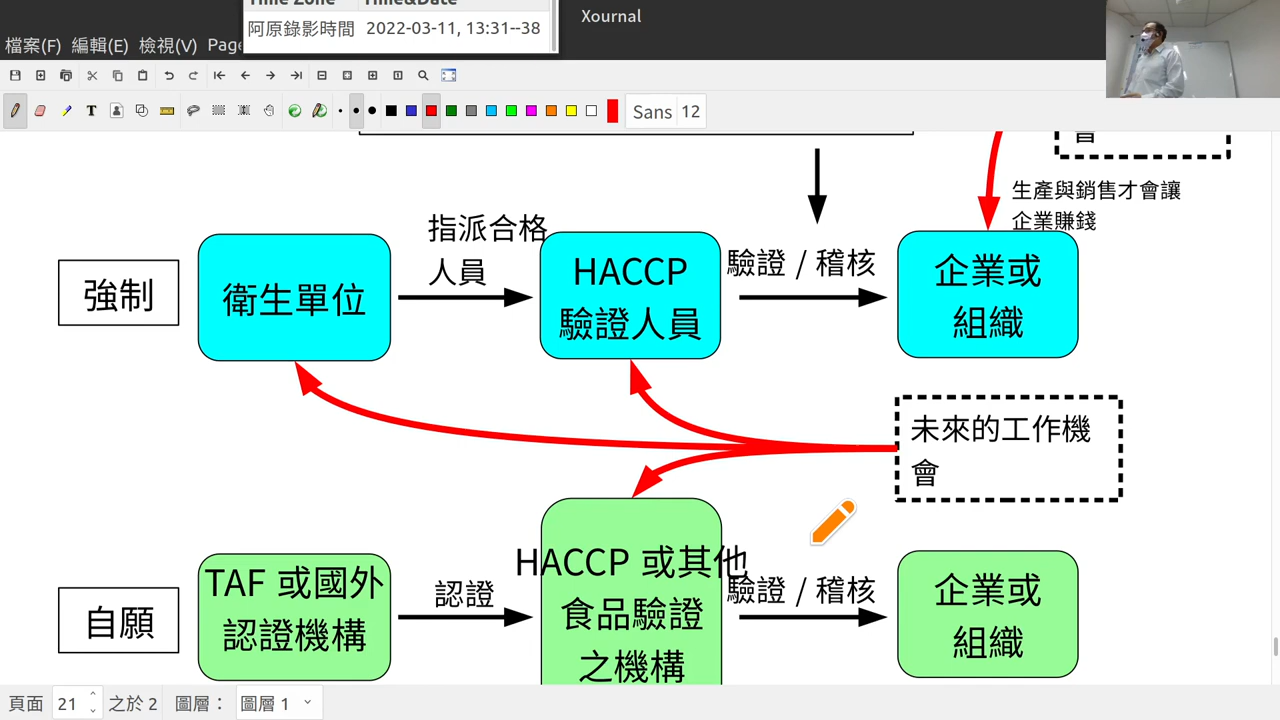 Time Zone Time&Date
Xournal
阿原錄影時間 2022-03-11, 13:31--38
檔案(F) 編輯(E) 檢視(V) Page
Sans 12
會
生產與銷售才會讓
企業賺錢
指派合格
人員
強制
衛生單位
HACCP
驗證人員
驗證 / 稽核
企業或
組織
未來的工作機
會
自願
TAF 或國外
認證機構
認證
HACCP 或其他
食品驗證
之機構
驗證 / 稽核
企業或
組織
頁面 21 之於 2 圖層： 圖層 1